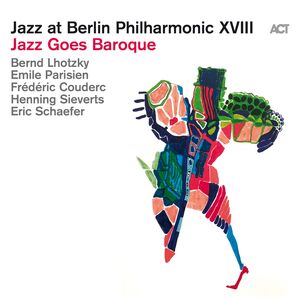 Jazz at Berlin Philharmonic XVIII
ACT
Jazz Goes Baroque
Bernd Lhotzky
Emile Parisien
Frédéric Couderc
Henning Sieverts
Eric Schaefer